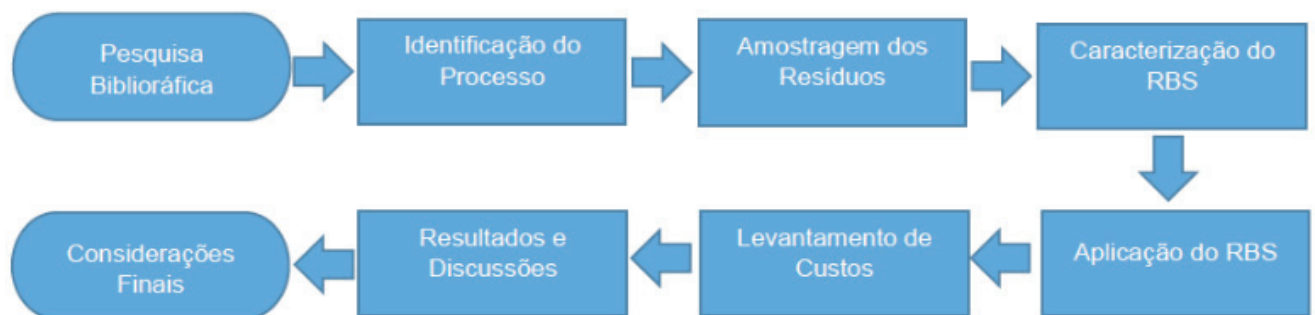 Pesquisa
Biblioráfica
Identificação do
Processo
Amostragem dos
Resíduos
Caracterização do
RBS
Aplicação do RBS
Levantamento de
Custos
Resultados e
Discussões
Considerações
Finais